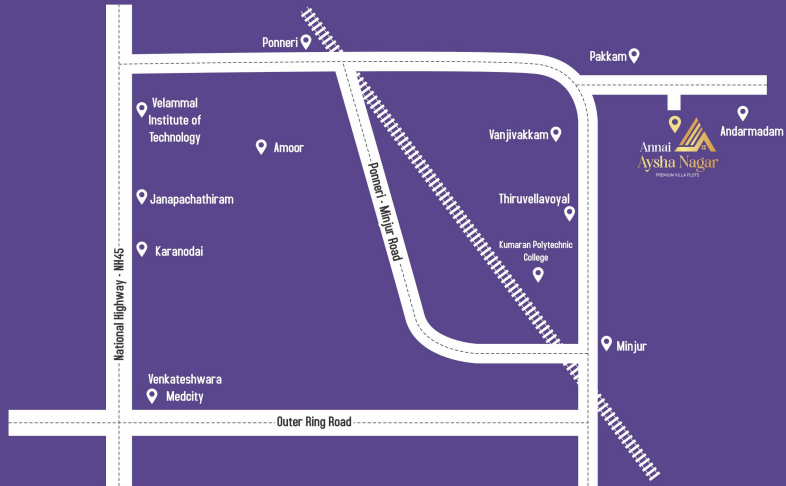 Ponneri
Pakkam
Velammal
Institute of
Technology
Amoor
Vanjivakkam
Andarmadam
Annai
Aysha Nagar
PREMIUM VILLA PLOTS
Janapachathiram
Thiruvellavoyal
Ponneri - Minjur Road
Karanodai
Kumaran Polytechnic
College
National Highway - NH45
Minjur
Venkateshwara
Medcity
Outer Ring Road